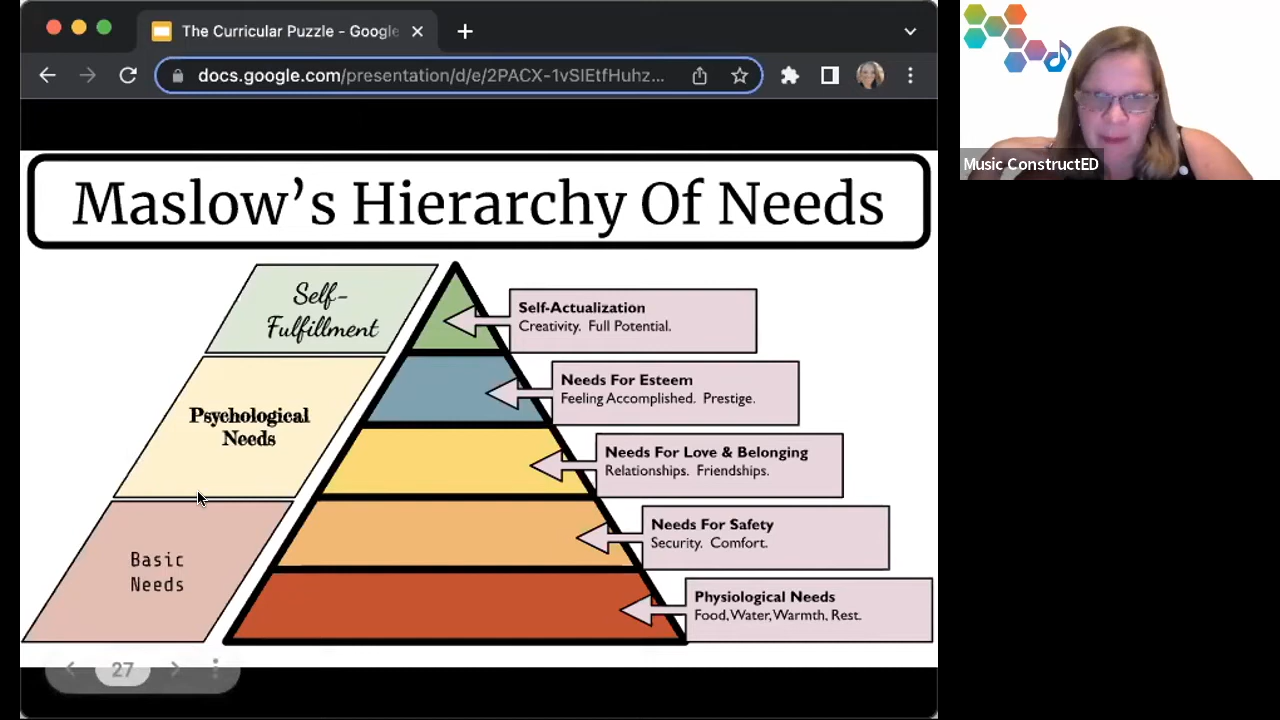 The Curricular Puzzle - Google
docs.google.com/presentation/d/e/2PACX-1vSlEtfHuhz...
Music ConstructED
Maslow's Hierarchy Of Needs
Self-
Fulfillment
Self-Actualization
Creativity. Full Potential.
Psychological
Needs
Needs For Esteem
Feeling Accomplished. Prestige.
Needs For Love & Belonging
Relationships. Friendships.
Basic
Needs
Needs For Safety
Security. Comfort.
Physiological Needs
Food, Water, Warmth, Rest.
27